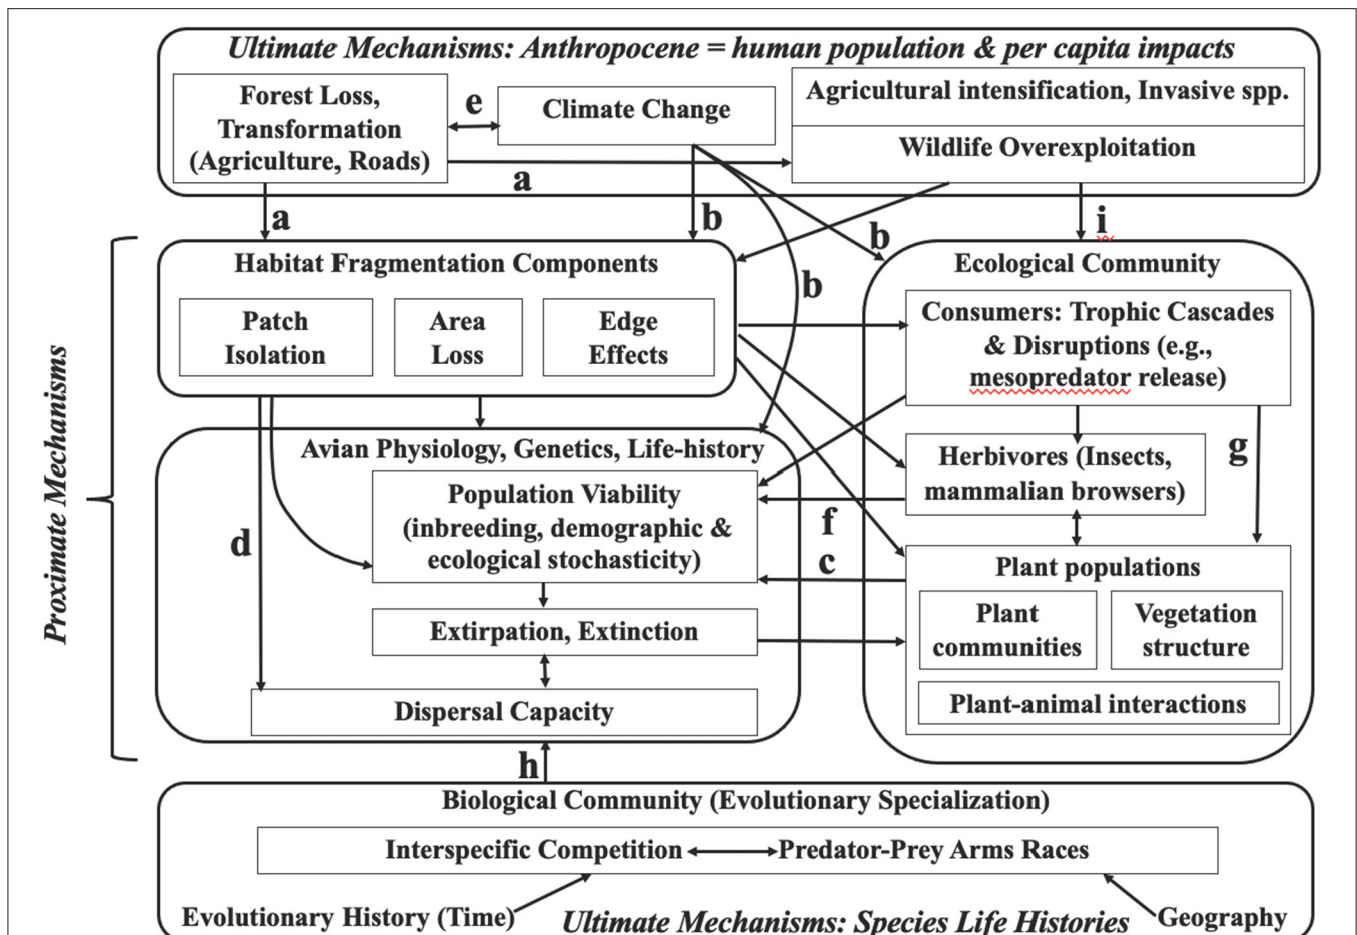 Ultimate Mechanisms: Anthropocene = human population & per capita impacts
Forest Loss,
Transformation
(Agriculture, Roads)
e
Climate Change
Agricultural intensification, Invasive spp.
Wildlife Overexploitation
a
a
b
b
i
b
Proximate Mechanisms
Habitat Fragmentation Components
Patch
Isolation
Area
Loss
Edge
Effects
Ecological Community
Consumers: Trophic Cascades
& Disruptions (e.g.,
mesopredator release)
Avian Physiology, Genetics, Life-history
Population Viability
(inbreeding, demographic &
ecological stochasticity)
Herbivores (Insects,
mammalian browsers)
g
f
d
c
Plant populations
Plant
communities
Vegetation
structure
Plant-animal interactions
Extirpation, Extinction
Dispersal Capacity
h
Biological Community (Evolutionary Specialization)
Interspecific Competition
Predator-Prey Arms Races
Evolutionary History (Time)
Ultimate Mechanisms: Species Life Histories
Geography